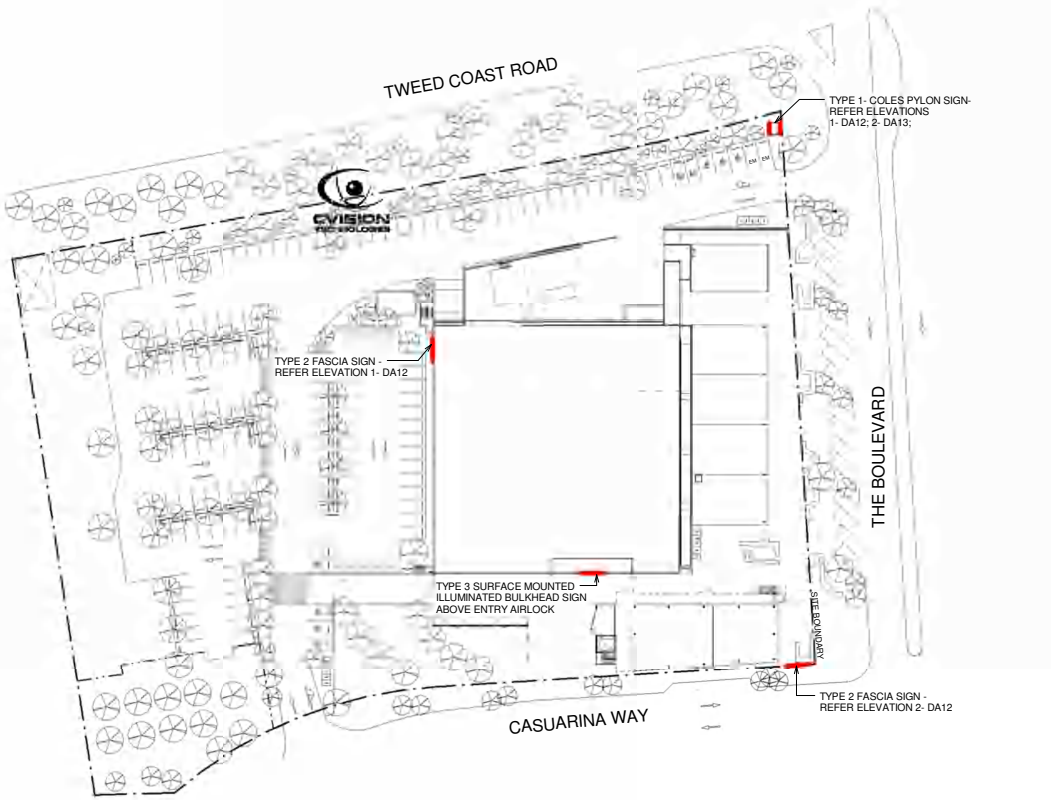 TWEED COAST ROAD
TYPE 1- COLES PYLON SIGN-
REFER ELEVATIONS
1- DA12; 2- DA13;
CVISION
TECHNOLOGIES
TYPE 2 FASCIA SIGN -
REFER ELEVATION 1- DA12
THE BOULEVARD
TYPE 3 SURFACE MOUNTED
ILLUMINATED BULKHEAD SIGN
ABOVE ENTRY AIRLOCK
SITE BOUNDARY
TYPE 2 FASCIA SIGN -
REFER ELEVATION 2- DA12
CASUARINA WAY